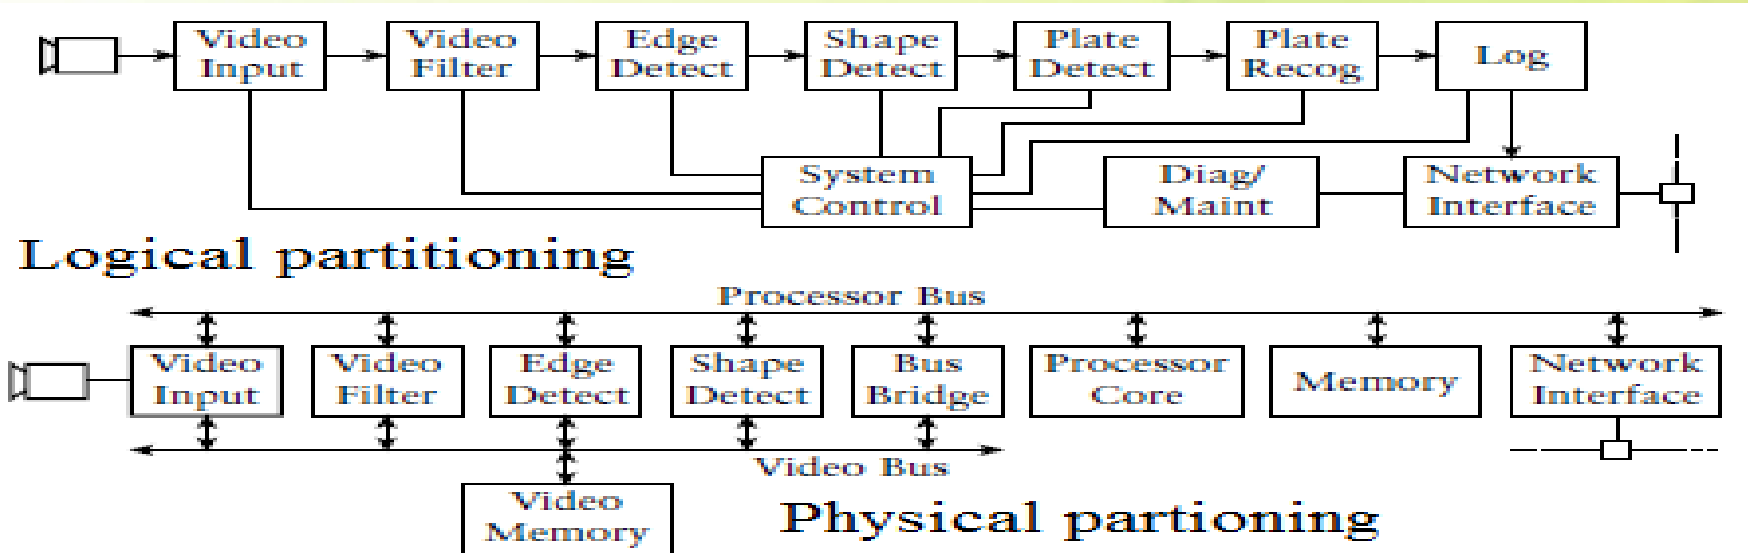 Video Input
Video Filter
Edge Detect
Shape Detect
Plate Detect
Plate Recog
Log
System Control
Diag/ Maint
Network Interface
Logical partitioning
Processor Bus
Video Input
Video Filter
Edge Detect
Shape Detect
Bus Bridge
Processor Core
Memory
Network Interface
Video Bus
Video Memory
Physical partioning